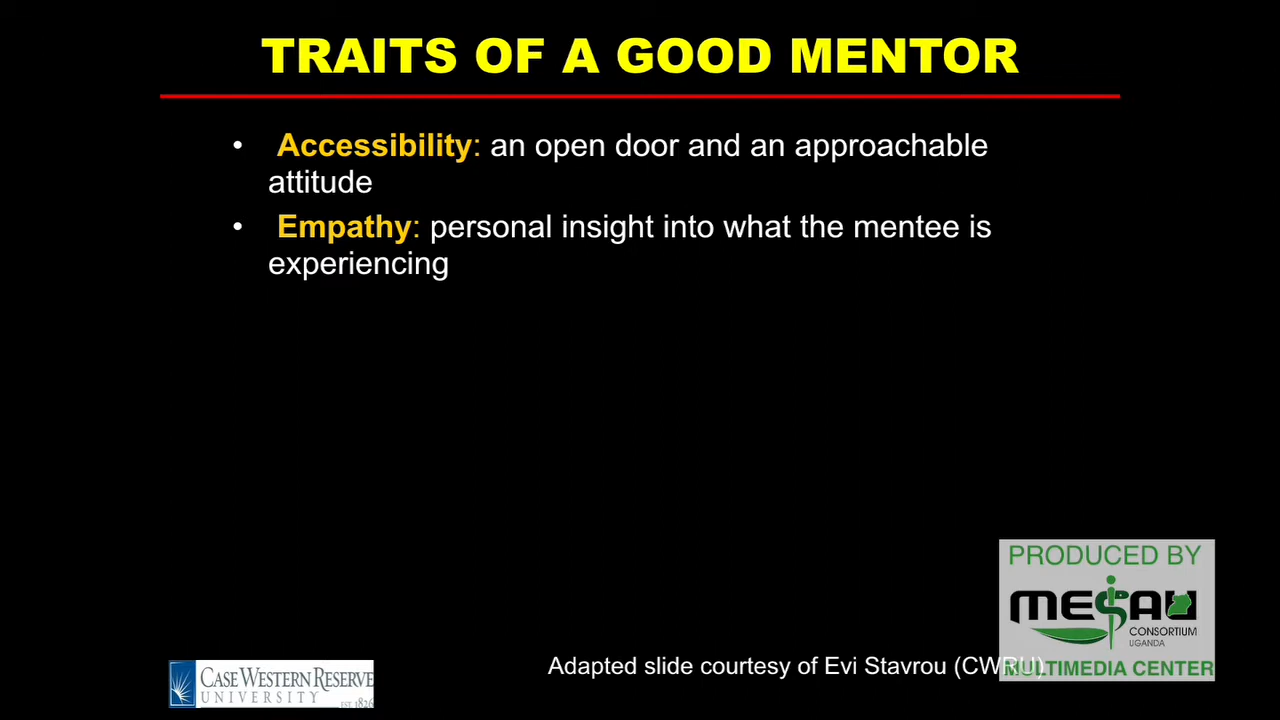 TRAITS OF A GOOD MENTOR
• Accessibility: an open door and an approachable
attitude
• Empathy: personal insight into what the mentee is
experiencing
PRODUCED BY
MESAU
CONSORTIUM
UGANDA
MULTIMEDIA CENTER
Adapted slide courtesy of Evi Stavrou (CWRU)
CASE WESTERN RESERVE
UNIVERSITY
EST 1826